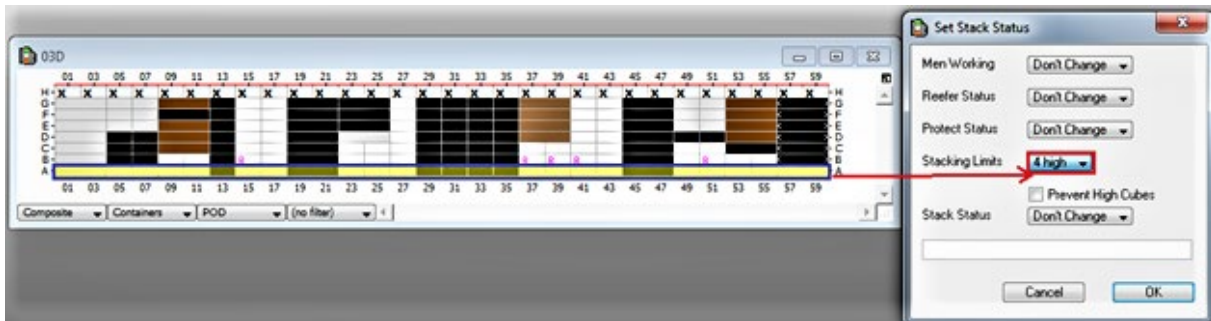 03D
01 03 05 07 09 11 13 15 17 19 21 23 25 27 29 31 33 35 37 39 41 43 45 47 49 51 53 55 57 59
H X X X X X X X X X X X X X X X X X X X X X X X X X X X X X X H
G G
F F
E E
D D
C C
B R R R R R B
A A
01 03 05 07 09 11 13 15 17 19 21 23 25 27 29 31 33 35 37 39 41 43 45 47 49 51 53 55 57 59
Composite Containers POD (no filter)
Set Stack Status
Men Working Don't Change
Reefer Status Don't Change
Protect Status Don't Change
Stacking Limits 4 high
Prevent High Cubes
Stack Status Don't Change
Cancel OK